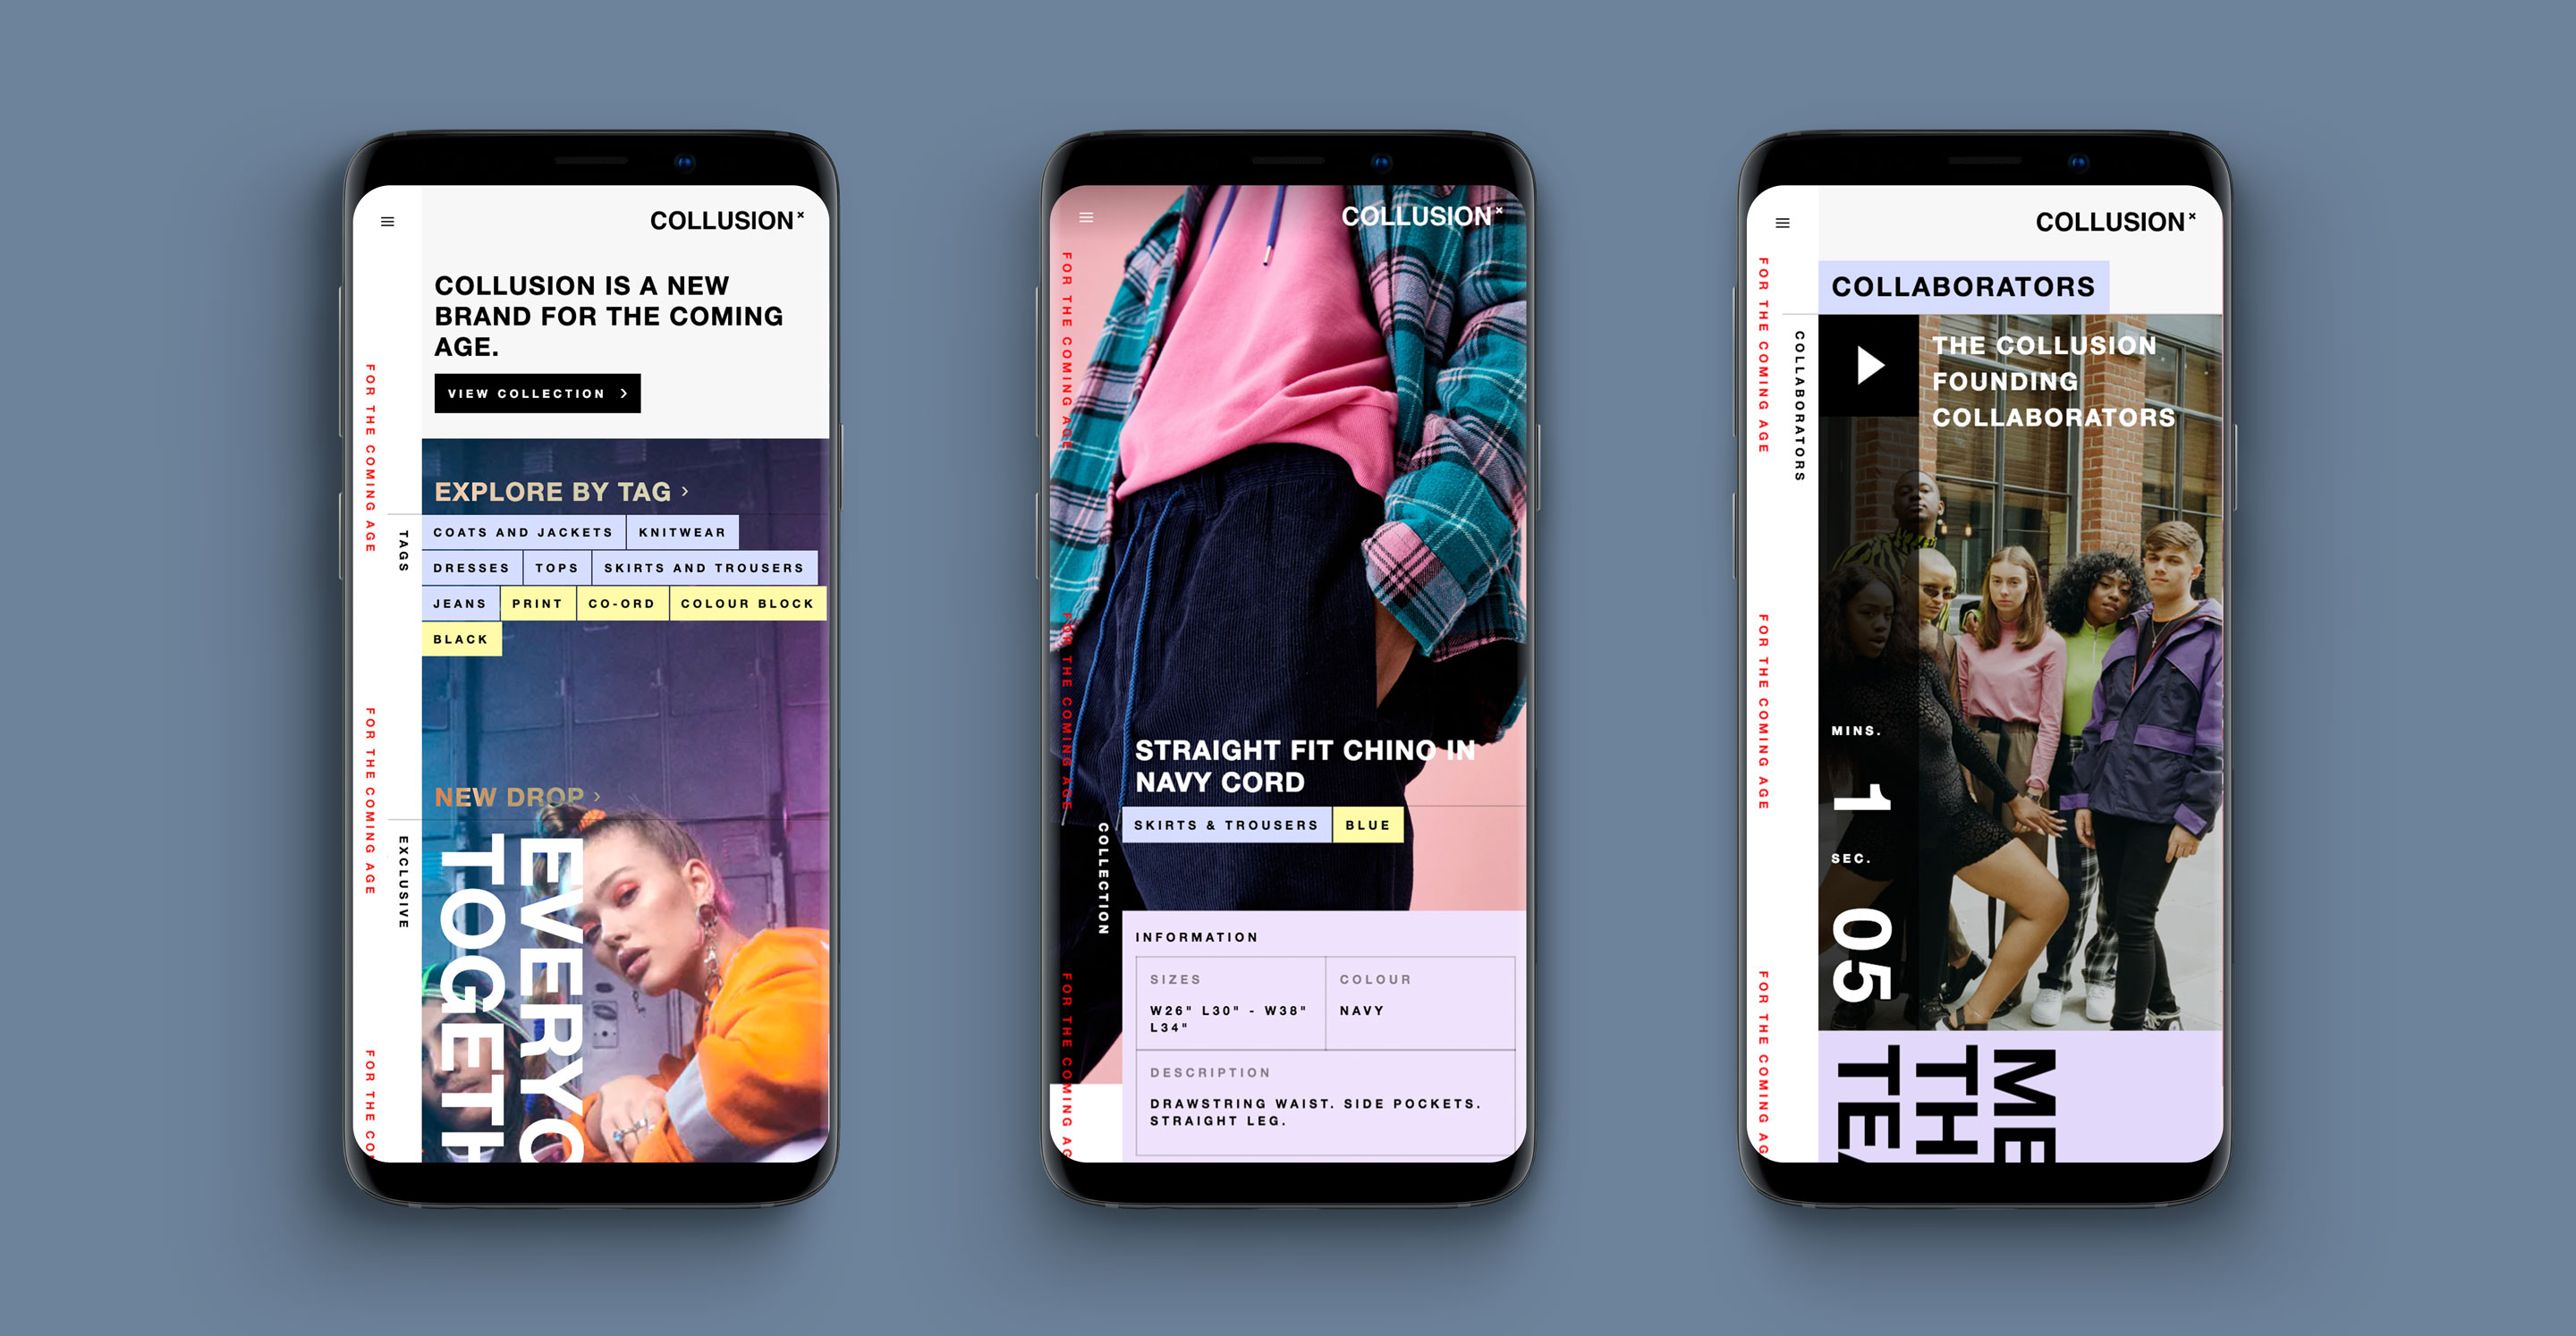 COLLUSION×
COLLUSION IS A NEW
BRAND FOR THE COMING
AGE.
VIEW COLLECTION
FOR THE COMING AGE
EXPLORE BY TAG
TAGS
COATS AND JACKETS
KNITWEAR
DRESSES
TOPS
SKIRTS AND TROUSERS
JEANS
PRINT
CO-ORD
COLOUR BLOCK
BLACK
FOR THE COMING AGE
NEW DROP
EXCLUSIVE
EVERYO
TOGETH
FOR THE CO
COLLUSION×
FOR THE COMING AGE
FOR THE COMING AGE
STRAIGHT FIT CHINO IN
NAVY CORD
SKIRTS & TROUSERS
BLUE
COLLECTION
INFORMATION
SIZES
W26" L30" - W38"
L34"
COLOUR
NAVY
DESCRIPTION
DRAWSTRING WAIST. SIDE POCKETS.
STRAIGHT LEG.
FOR THE COMING AG
COLLUSION×
COLLABORATORS
FOR THE COMING AGE
COLLABORATORS
THE COLLUSION
FOUNDING
COLLABORATORS
FOR THE COMING AGE
MINS.
1
SEC.
05
FOR THE COMING AG
ME
TH
TEA